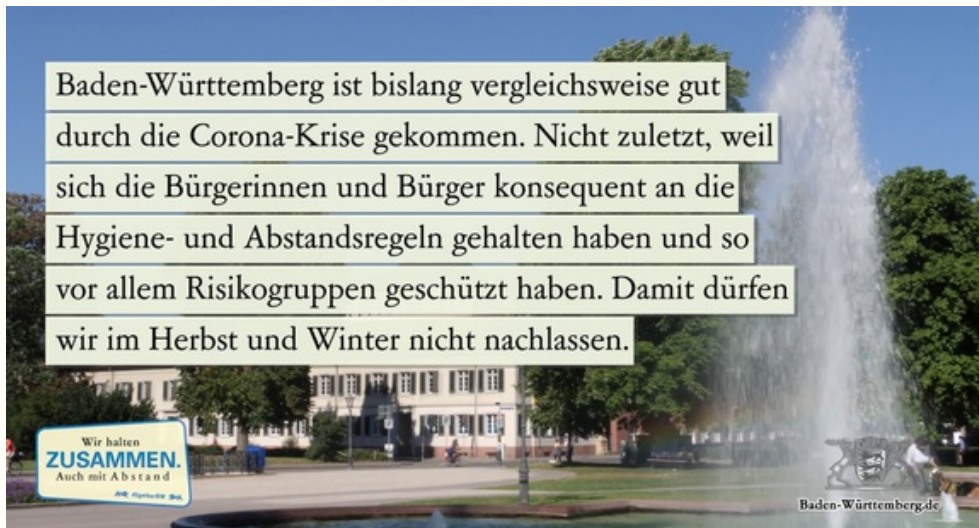 Baden-Württemberg ist bislang vergleichsweise gut
durch die Corona-Krise gekommen. Nicht zuletzt, weil
sich die Bürgerinnen und Bürger konsequent an die
Hygiene- und Abstandsregeln gehalten haben und so
vor allem Risikogruppen geschützt haben. Damit dürfen
wir im Herbst und Winter nicht nachlassen.
Wir halten
ZUSAMMEN.
Auch mit Abstand
Baden-Württemberg.de